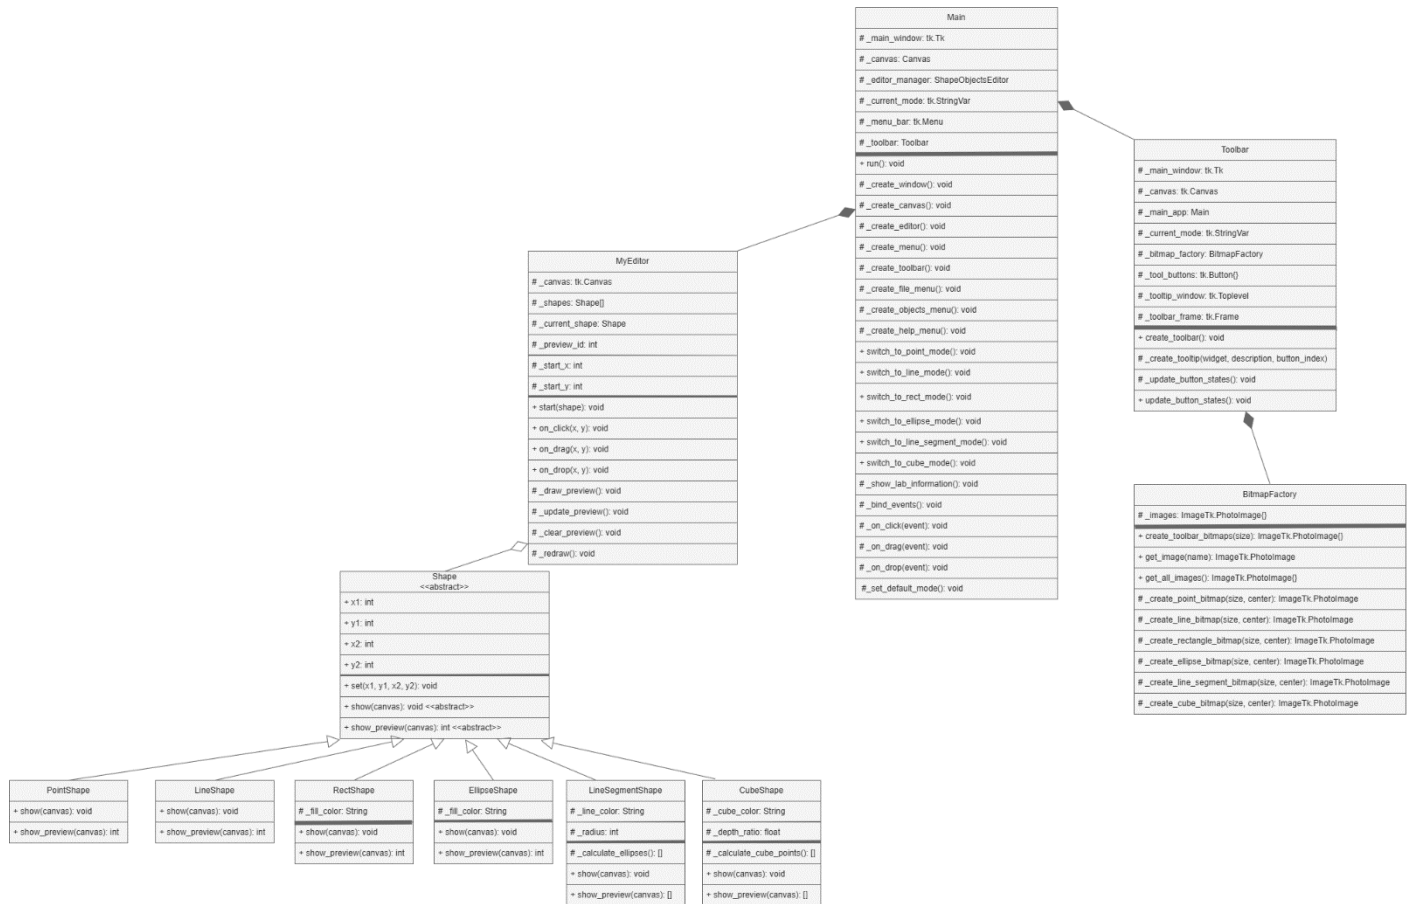 Main
# _main_window: tk.Tk
# _canvas: Canvas
# _editor_manager: ShapeObjectsEditor
# _current_mode: tk.StringVar
# _menu_bar: tk.Menu
# _toolbar: Toolbar
+ run(): void
# _create_window(): void
# _create_canvas(): void
# _create_editor(): void
# _create_menu(): void
# _create_toolbar(): void
# _create_file_menu(): void
# _create_objects_menu(): void
# _create_help_menu(): void
+ switch_to_point_mode(): void
+ switch_to_line_mode(): void
+ switch_to_rect_mode(): void
+ switch_to_ellipse_mode(): void
+ switch_to_line_segment_mode(): void
+ switch_to_cube_mode(): void
# _show_lab_information(): void
# _bind_events(): void
# _on_click(event): void
# _on_drag(event): void
# _on_drop(event): void
#_set_default_mode(): void
Toolbar
# _main_window: tk.Tk
# _canvas: tk.Canvas
# _main_app: Main
# _current_mode: tk.StringVar
# _bitmap_factory: BitmapFactory
# _tool_buttons: tk.Button{}
# _tooltip_window: tk.Toplevel
# _toolbar_frame: tk.Frame
+ create_toolbar(): void
# _create_tooltip(widget, description, button_index)
# _update_button_states(): void
+ update_button_states(): void
BitmapFactory
# _images: ImageTk.PhotoImage{}
+ create_toolbar_bitmaps(size): ImageTk.PhotoImage{}
+ get_image(name): ImageTk.PhotoImage
+ get_all_images(): ImageTk.PhotoImage{}
# _create_point_bitmap(size, center): ImageTk.PhotoImage
# _create_line_bitmap(size, center): ImageTk.PhotoImage
# _create_rectangle_bitmap(size, center): ImageTk.PhotoImage
# _create_ellipse_bitmap(size, center): ImageTk.PhotoImage
# _create_line_segment_bitmap(size, center): ImageTk.PhotoImage
# _create_cube_bitmap(size, center): ImageTk.PhotoImage
MyEditor
# _canvas: tk.Canvas
# _shapes: Shape[]
# _current_shape: Shape
# _preview_id: int
# _start_x: int
# _start_y: int
+ start(shape): void
+ on_click(x, y): void
+ on_drag(x, y): void
+ on_drop(x, y): void
# _draw_preview(): void
# _update_preview(): void
# _clear_preview(): void
# _redraw(): void
Shape
<<abstract>>
+ x1: int
+ y1: int
+ x2: int
+ y2: int
+ set(x1, y1, x2, y2): void
+ show(canvas): void <<abstract>>
+ show_preview(canvas): int <<abstract>>
PointShape
+ show(canvas): void
+ show_preview(canvas): int
LineShape
+ show(canvas): void
+ show_preview(canvas): int
RectShape
# _fill_color: String
+ show(canvas): void
+ show_preview(canvas): int
EllipseShape
# _fill_color: String
+ show(canvas): void
+ show_preview(canvas): int
LineSegmentShape
# _line_color: String
# _radius: int
# _calculate_ellipses(): []
+ show(canvas): void
+ show_preview(canvas): []
CubeShape
# _cube_color: String
# _depth_ratio: float
# _calculate_cube_points(): []
+ show(canvas): void
+ show_preview(canvas): []